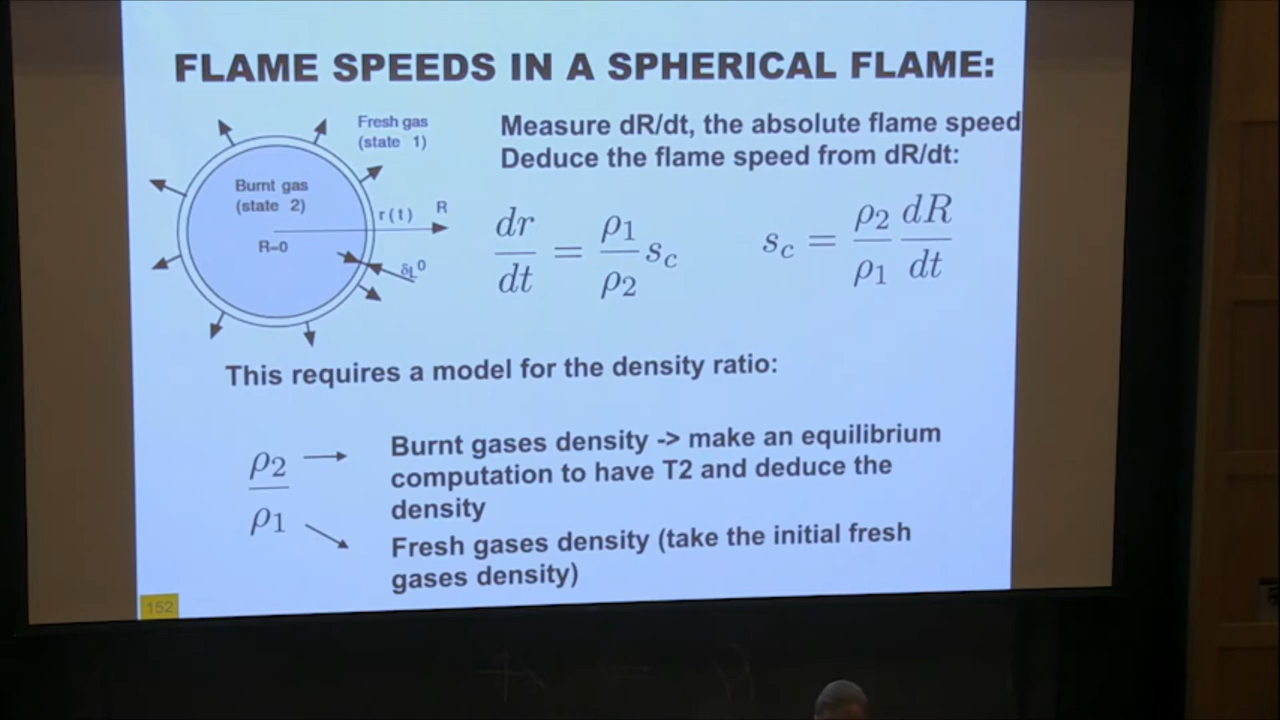 FLAME SPEEDS IN A SPHERICAL FLAME:
Fresh gas
(state 1)
Burnt gas
(state 2)
r(t) R
R=0
δL⁰
Measure dR/dt, the absolute flame speed
Deduce the flame speed from dR/dt:
dr/dt = ρ₁/ρ₂ s_c
s_c = ρ₂/ρ₁ dR/dt
This requires a model for the density ratio:
ρ₂/ρ₁
Burnt gases density -> make an equilibrium
computation to have T2 and deduce the
density
Fresh gases density (take the initial fresh
gases density)
152